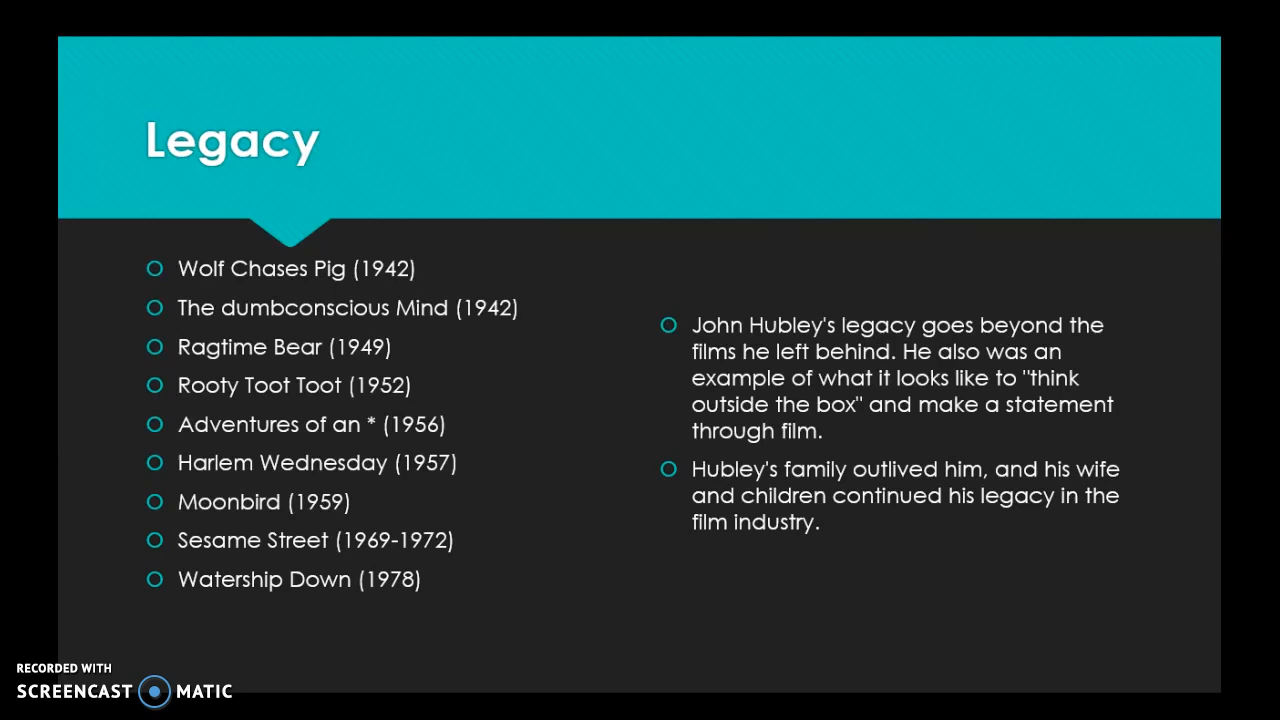 Legacy
Wolf Chases Pig (1942)
The dumbconscious Mind (1942)
Ragtime Bear (1949)
Rooty Toot Toot (1952)
Adventures of an * (1956)
Harlem Wednesday (1957)
Moonbird (1959)
Sesame Street (1969-1972)
Watership Down (1978)
John Hubley's legacy goes beyond the
films he left behind. He also was an
example of what it looks like to "think
outside the box" and make a statement
through film.
Hubley's family outlived him, and his wife
and children continued his legacy in the
film industry.
RECORDED WITH
SCREENCAST MATIC